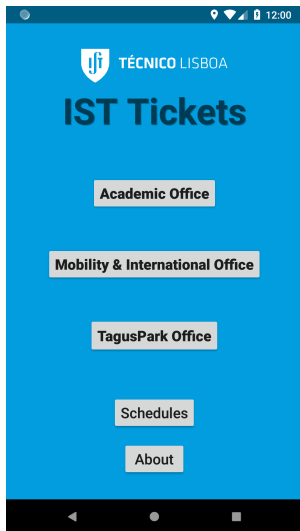 12:00
TÉCNICO LISBOA
IST Tickets
Academic Office
Mobility & International Office
TagusPark Office
Schedules
About